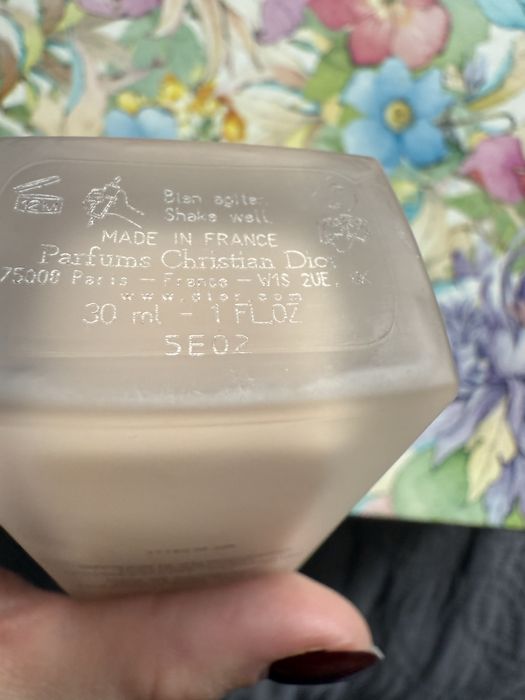 12M
Bien agiter.
Shake well.
MADE IN FRANCE
Parfums Christian Dior
75008 Paris — France — W1S 2UE, UK
www.dior.com
30 ml - 1 FL.OZ
5E02